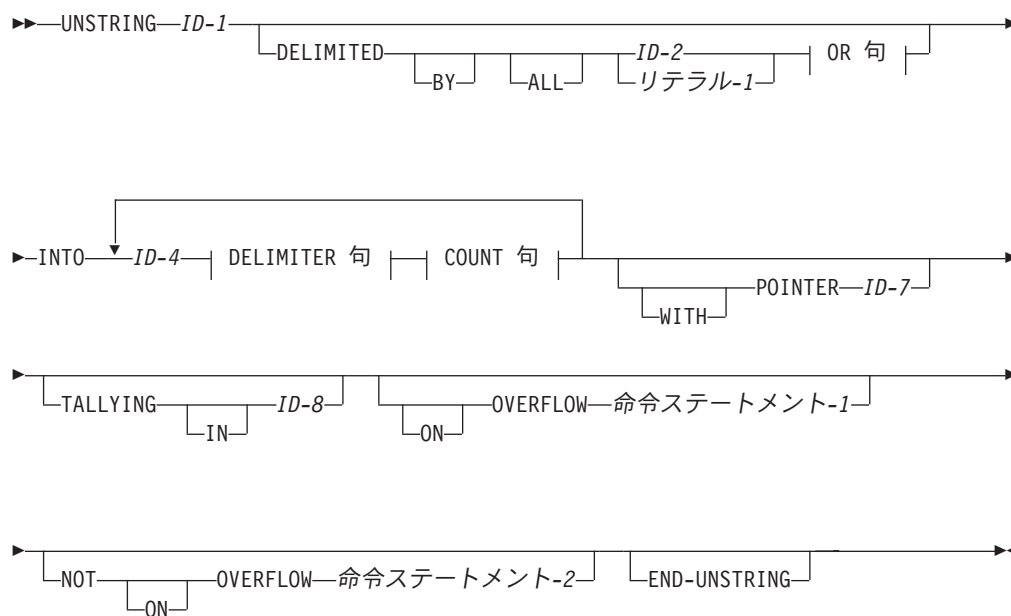 UNSTRING ID-1
DELIMITED ID-2 OR 句
BY ALL リテラル-1
INTO ID-4 DELIMITER 句 COUNT 句
POINTER ID-7
WITH
TALLYING ID-8 OVERFLOW 命令ステートメント-1
IN ON
NOT OVERFLOW 命令ステートメント-2 END-UNSTRING
ON